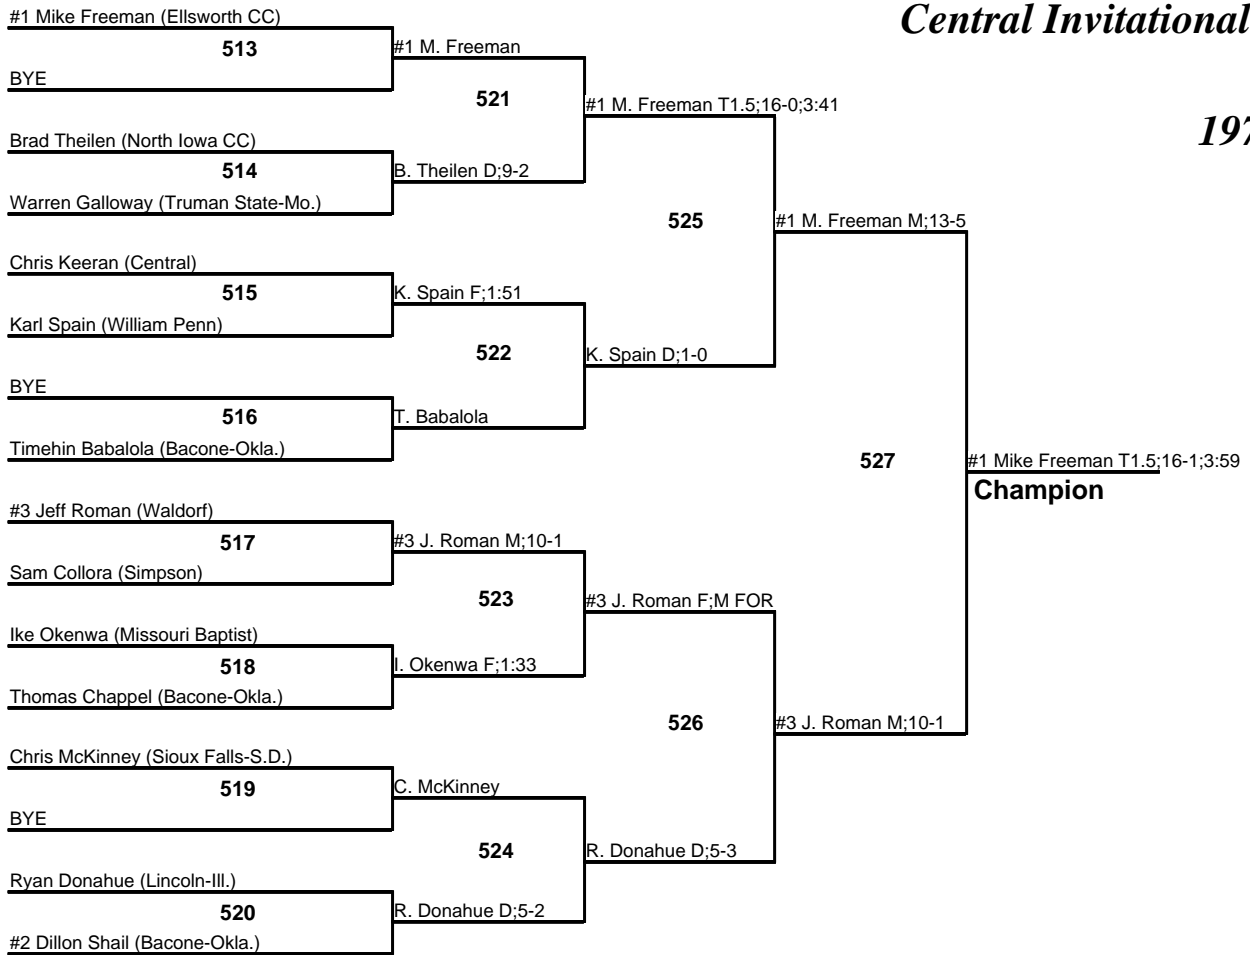 #1 Mike Freeman (Ellsworth CC)
Central Invitational
513
#1 M. Freeman
BYE
521
#1 M. Freeman T1.5;16-0;3:41
197
Brad Theilen (North Iowa CC)
514
B. Theilen D;9-2
Warren Galloway (Truman State-Mo.)
525
#1 M. Freeman M;13-5
Chris Keeran (Central)
515
K. Spain F;1:51
Karl Spain (William Penn)
522
K. Spain D;1-0
BYE
516
T. Babalola
Timehin Babalola (Bacone-Okla.)
527
#1 Mike Freeman T1.5;16-1;3:59
Champion
#3 Jeff Roman (Waldorf)
517
#3 J. Roman M;10-1
Sam Collora (Simpson)
523
#3 J. Roman F;M FOR
Ike Okenwa (Missouri Baptist)
518
I. Okenwa F;1:33
Thomas Chappel (Bacone-Okla.)
526
#3 J. Roman M;10-1
Chris McKinney (Sioux Falls-S.D.)
519
C. McKinney
BYE
524
R. Donahue D;5-3
Ryan Donahue (Lincoln-Ill.)
520
R. Donahue D;5-2
#2 Dillon Shail (Bacone-Okla.)